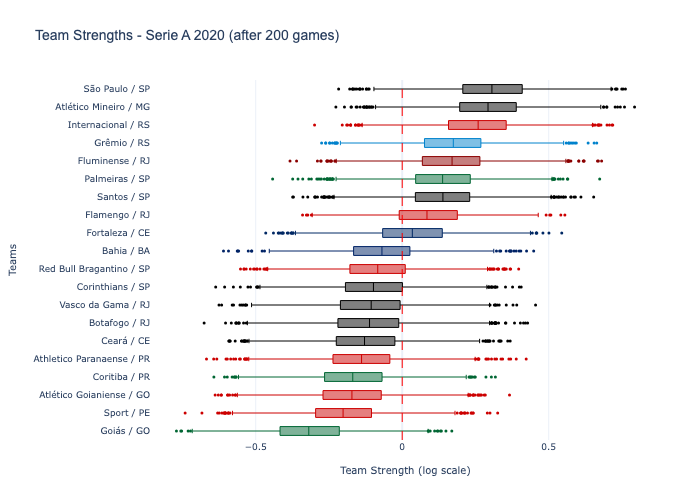 Team Strengths - Serie A 2020 (after 200 games)
São Paulo / SP
Atlético Mineiro / MG
Internacional / RS
Grêmio / RS
Fluminense / RJ
Palmeiras / SP
Santos / SP
Flamengo / RJ
Fortaleza / CE
Bahia / BA
Red Bull Bragantino / SP
Corinthians / SP
Vasco da Gama / RJ
Botafogo / RJ
Ceará / CE
Athletico Paranaense / PR
Coritiba / PR
Atlético Goianiense / GO
Sport / PE
Goiás / GO
Teams
−0.5 0 0.5
Team Strength (log scale)